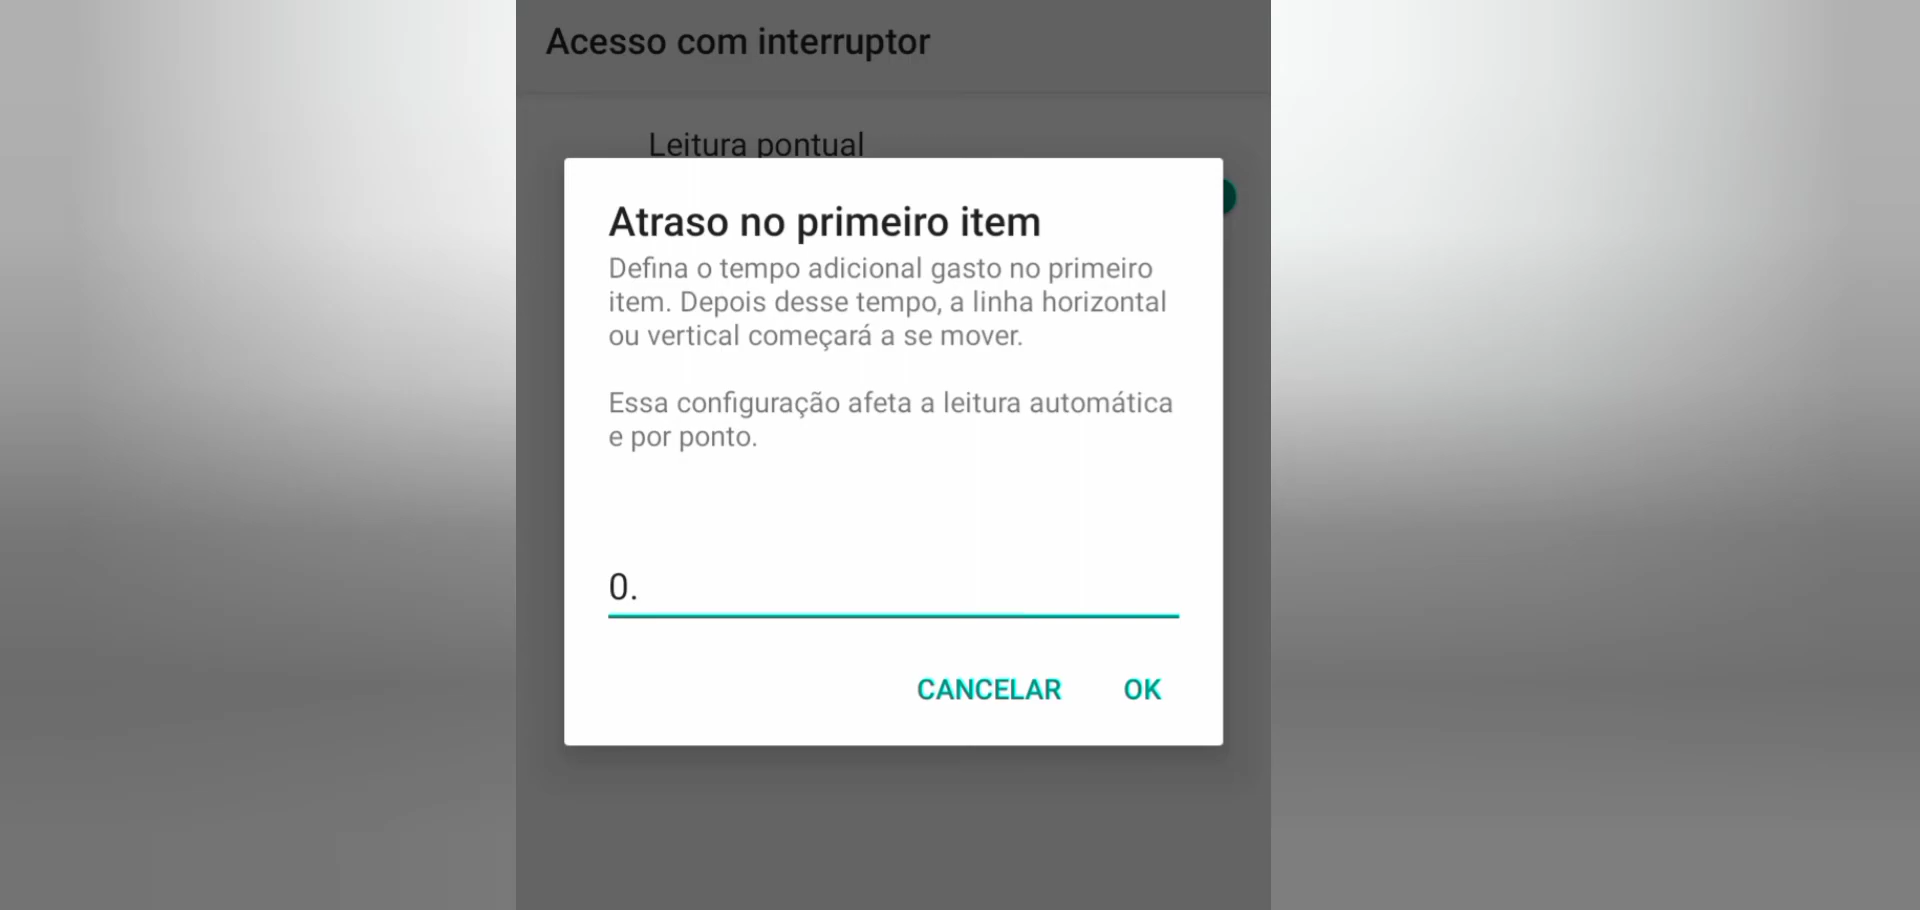 Acesso com interruptor
Leitura pontual
Atraso no primeiro item
Defina o tempo adicional gasto no primeiro
item. Depois desse tempo, a linha horizontal
ou vertical começará a se mover.
Essa configuração afeta a leitura automática
e por ponto.
0.
CANCELAR OK